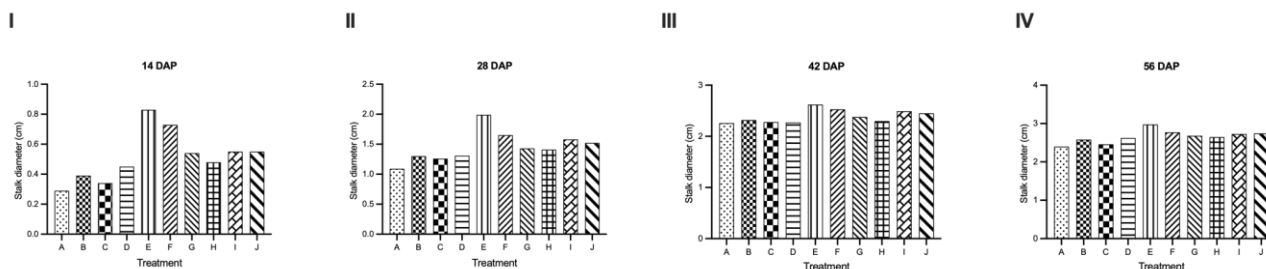 I
II
III
IV
14 DAP
28 DAP
42 DAP
56 DAP
Stalk diameter (cm)
1.0
0.8
0.6
0.4
0.2
0.0
A B C D E F G H I J
Treatment
Stalk diameter (cm)
2.5
2.0
1.5
1.0
0.5
0.0
A B C D E F G H I J
Treatment
Stalk diameter (cm)
3
2
1
0
A B C D E F G H I J
Treatment
Stalk diameter (cm)
4
3
2
1
0
A B C D E F G H I J
Treatment